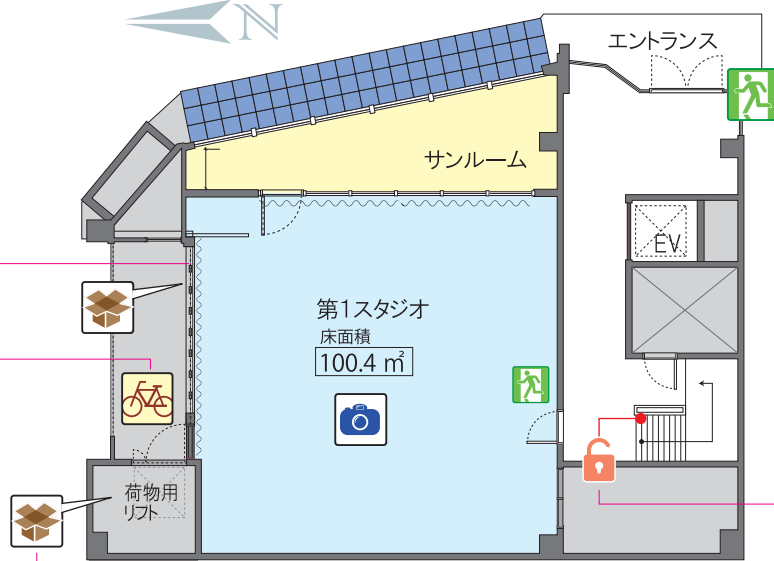 N
エントランス
サンルーム
EV
第1スタジオ
床面積
100.4 ㎡
荷物用
リフト